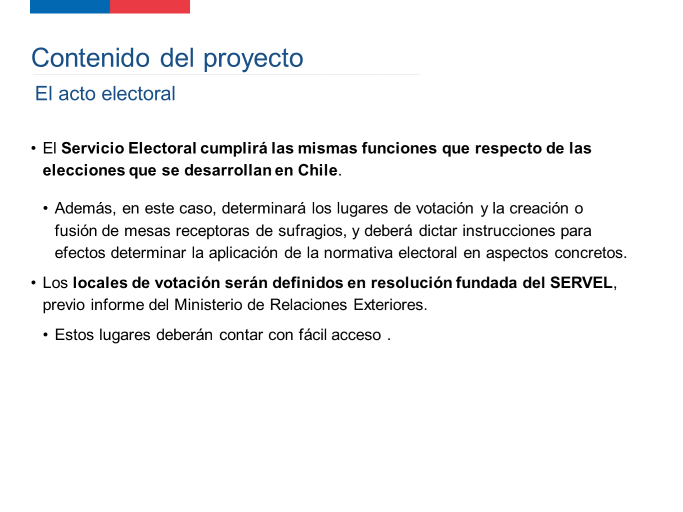 Contenido del proyecto
El acto electoral
• El Servicio Electoral cumplirá las mismas funciones que respecto de las
elecciones que se desarrollan en Chile.
• Además, en este caso, determinará los lugares de votación y la creación o
fusión de mesas receptoras de sufragios, y deberá dictar instrucciones para
efectos determinar la aplicación de la normativa electoral en aspectos concretos.
• Los locales de votación serán definidos en resolución fundada del SERVEL,
previo informe del Ministerio de Relaciones Exteriores.
• Estos lugares deberán contar con fácil acceso .